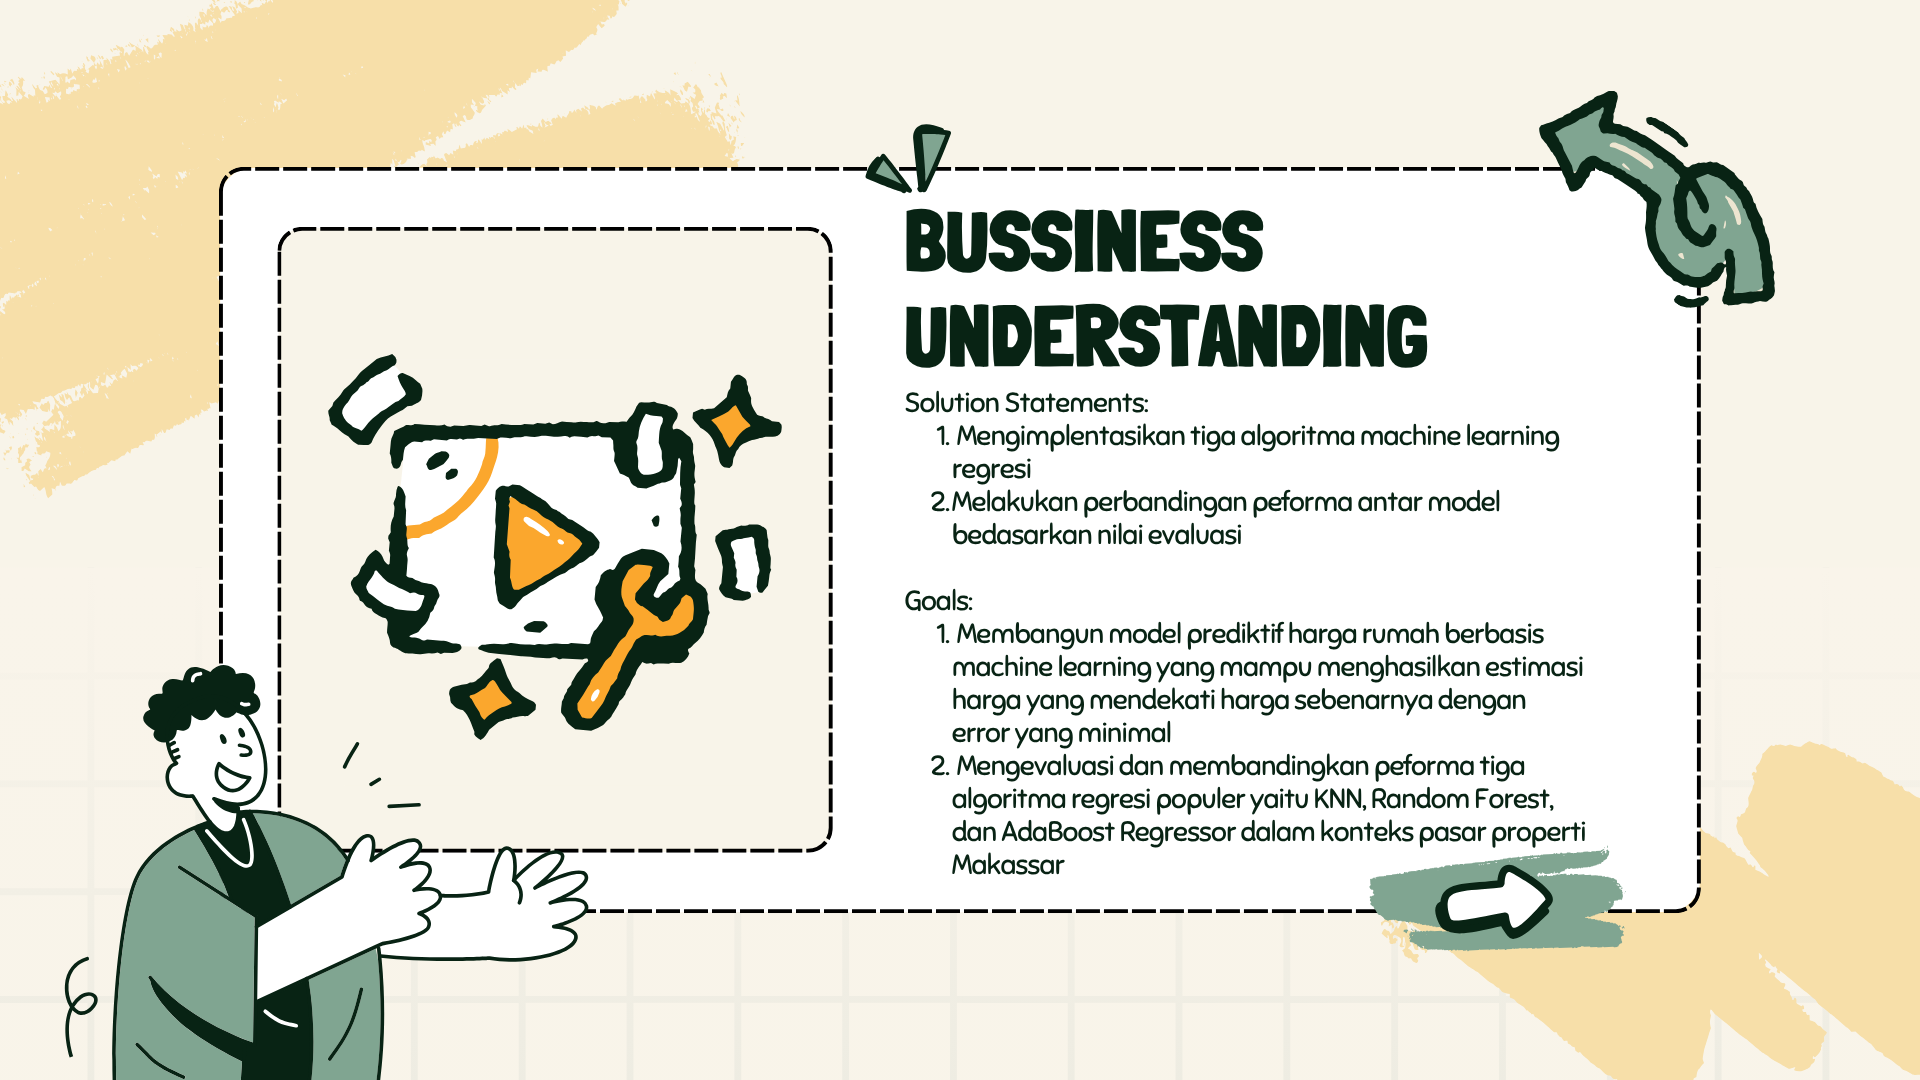 BUSSINESS
UNDERSTANDING
Solution Statements:
1. Mengimplentasikan tiga algoritma machine learning
regresi
2. Melakukan perbandingan peforma antar model
bedasarkan nilai evaluasi
Goals:
1. Membangun model prediktif harga rumah berbasis
machine learning yang mampu menghasilkan estimasi
harga yang mendekati harga sebenarnya dengan
error yang minimal
2. Mengevaluasi dan membandingkan peforma tiga
algoritma regresi populer yaitu KNN, Random Forest,
dan AdaBoost Regressor dalam konteks pasar properti
Makassar